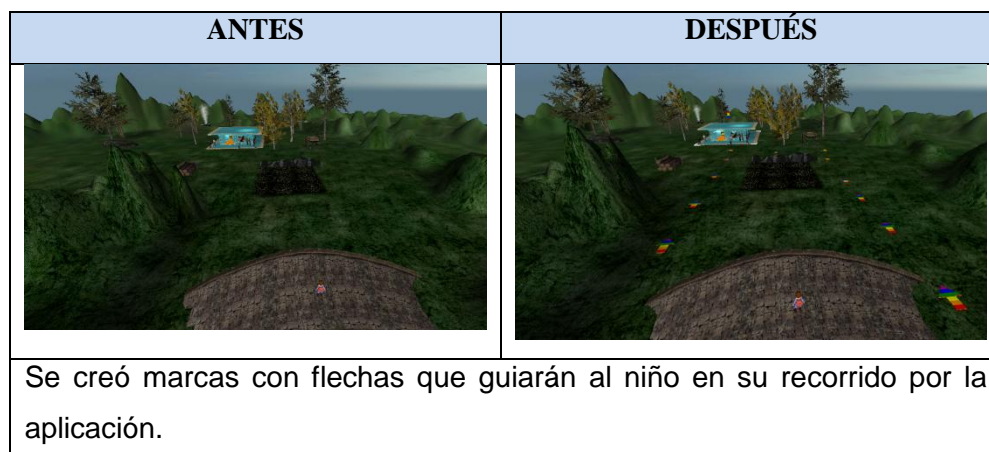 ANTES
DESPUÉS
Se creó marcas con flechas que guiarán al niño en su recorrido por la
aplicación.